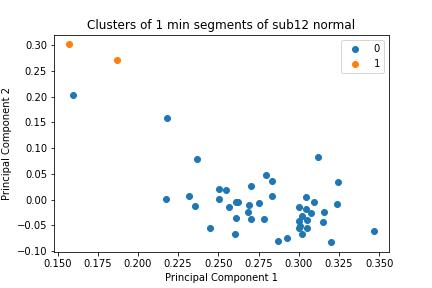 Clusters of 1 min segments of sub12 normal
0
1
0.30
0.25
0.20
0.15
0.10
0.05
0.00
−0.05
−0.10
Principal Component 2
0.150 0.175 0.200 0.225 0.250 0.275 0.300 0.325 0.350
Principal Component 1